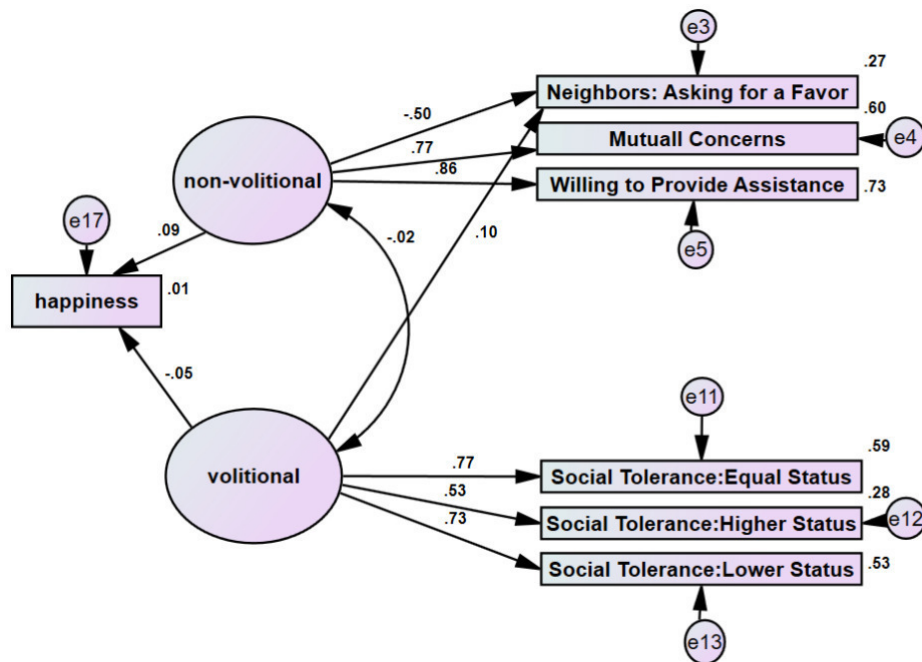 e3
.27
Neighbors: Asking for a Favor
-.50
.60
.77
Mutuall Concerns
e4
.86
non-volitional
Willing to Provide Assistance
.73
e17
.09
-.02
.10
e5
happiness
.01
-.05
e11
.59
.77
volitional
Social Tolerance:Equal Status
.53
.28
Social Tolerance:Higher Status
e12
.73
Social Tolerance:Lower Status
.53
e13